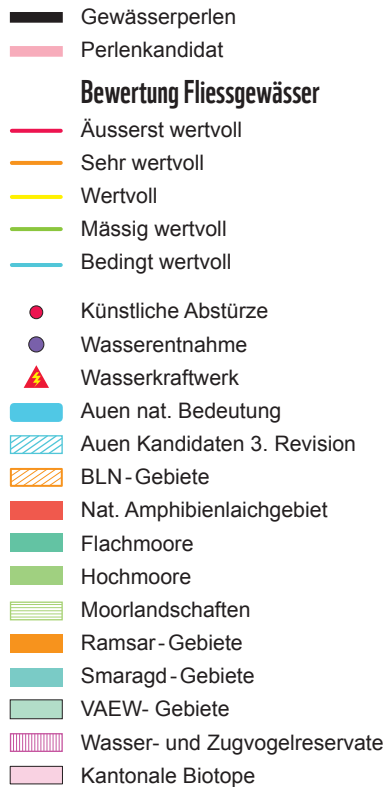 Gewässerperlen
Perlenkandidat
Bewertung Fliessgewässer
Äusserst wertvoll
Sehr wertvoll
Wertvoll
Mässig wertvoll
Bedingt wertvoll
Künstliche Abstürze
Wasserentnahme
Wasserkraftwerk
Auen nat. Bedeutung
Auen Kandidaten 3. Revision
BLN-Gebiete
Nat. Amphibienlaichgebiet
Flachmoore
Hochmoore
Moorlandschaften
Ramsar-Gebiete
Smaragd-Gebiete
VAEW- Gebiete
Wasser- und Zugvogelreservate
Kantonale Biotope